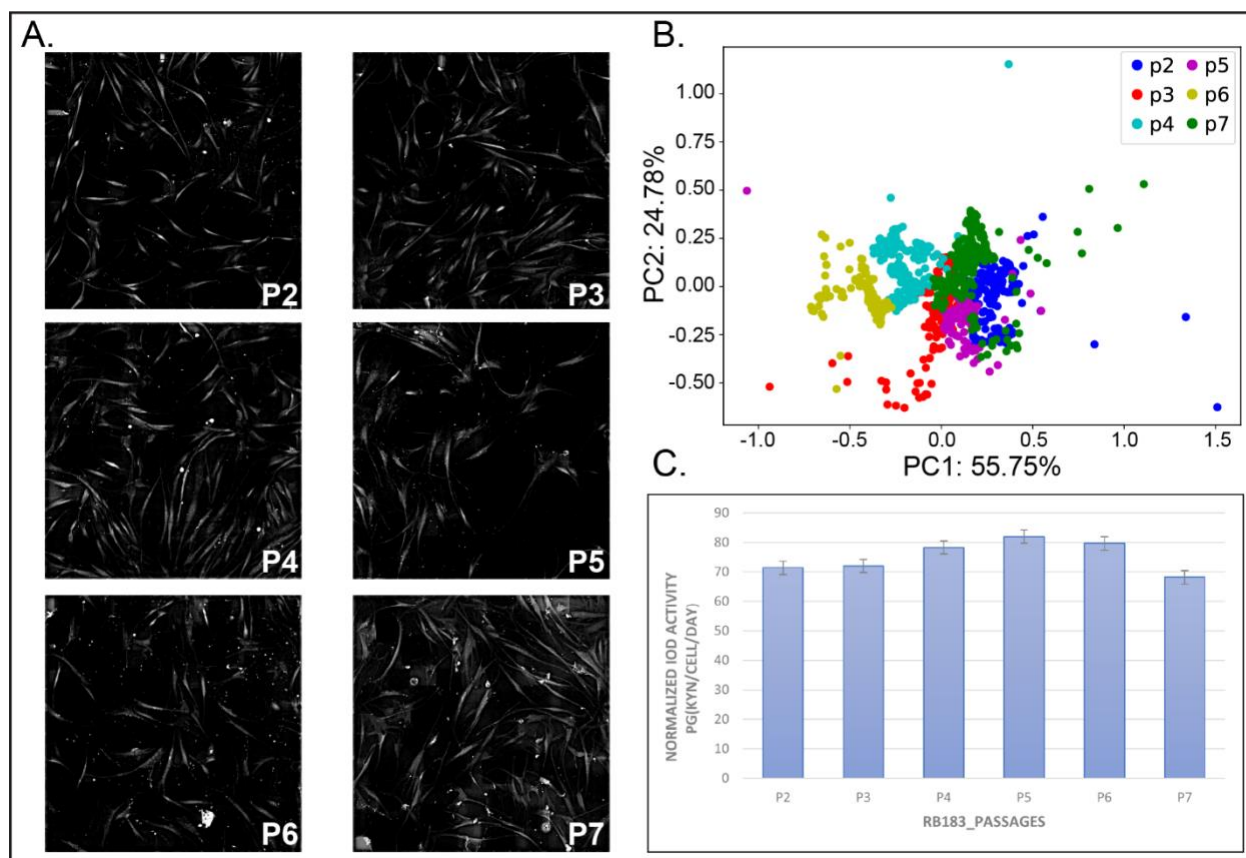 A.
P2
P3
P4
P5
P6
P7
B.
p2 p5
p3 p6
p4 p7
1.00
0.75
0.50
0.25
0.00
-0.25
-0.50
PC2: 24.78%
-1.0 -0.5 0.0 0.5 1.0 1.5
PC1: 55.75%
C.
90
80
70
60
50
40
30
20
10
0
NORMALIZED IOD ACTIVITY
PG(KYN/CELL/DAY)
P2 P3 P4 P5 P6 P7
RB183_PASSAGES